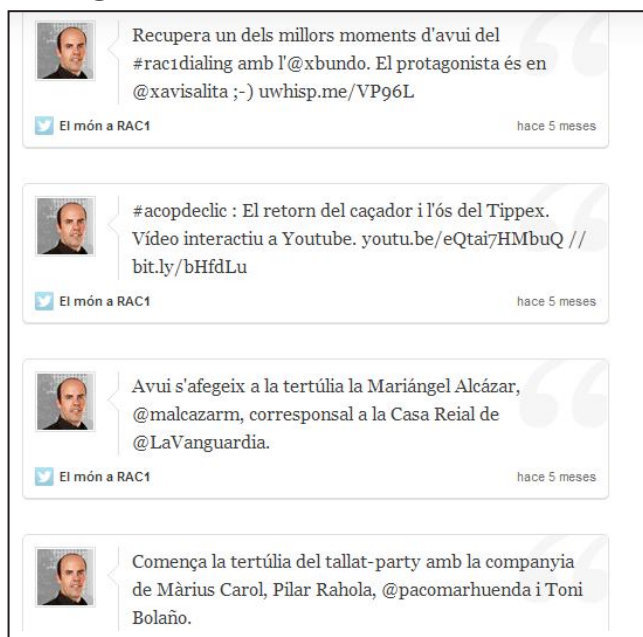 Recupera un dels millors moments d'avui del
#rac1dialing amb l'@xbundo. El protagonista és en
@xavisalita ;-) uwhisp.me/VP96L
El món a RAC1 hace 5 meses
#acopdeclic : El retorn del caçador i l'ós del Tippex.
Vídeo interactiu a Youtube. youtu.be/eQtai7HMbuQ //
bit.ly/bHfdLu
El món a RAC1 hace 5 meses
Avui s'afegeix a la tertúlia la Mariángel Alcázar,
@malcazarm, corresponsal a la Casa Reial de
@LaVanguardia.
El món a RAC1 hace 5 meses
Comença la tertúlia del tallat-party amb la companyia
de Màrius Carol, Pilar Rahola, @pacomarhuenda i Toni
Bolaño.